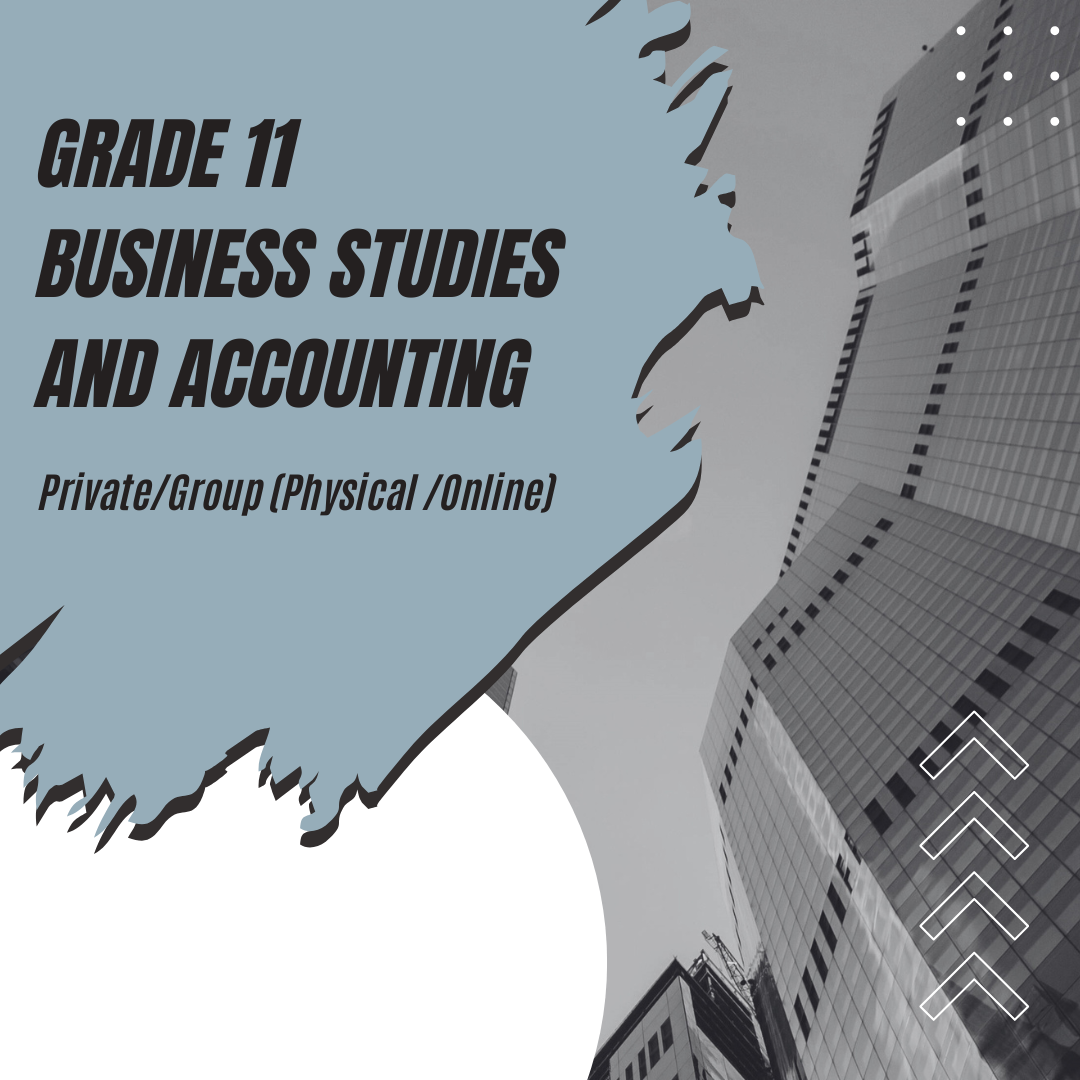 GRADE 11
BUSINESS STUDIES
AND ACCOUNTING
Private/Group (Physical /Online)